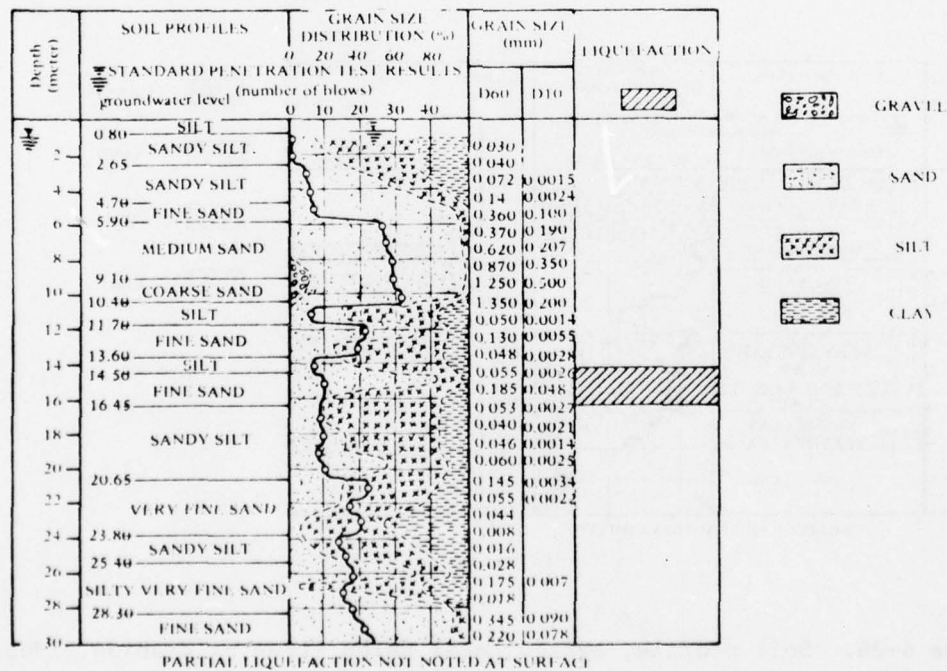 Depth (meter)
SOIL PROFILES
GRAIN SIZE DISTRIBUTION (%)
0 20 40 60 80
GRAIN SIZE (mm)
LIQUEFACTION
STANDARD PENETRATION TEST RESULTS
(number of blows)
groundwater level
0 10 20 30 40
D60 D10
GRAVEL
SAND
SILT
CLAY
SILT
0.80
SANDY SILT.
2
2.65
SANDY SILT
4
4.70
FINE SAND
5.90
6
MEDIUM SAND
8
9.10
COARSE SAND
10
10.40
SILT
11.70
12
FINE SAND
13.60
14
SILT
14.50
FINE SAND
16
16.45
SANDY SILT
18
20
20.65
VERY FINE SAND
22
23.80
24
SANDY SILT
25.40
26
SILTY VERY FINE SAND
28
28.30
FINE SAND
30
0.030
0.040
0.072 0.0015
0.14 0.0024
0.360 0.100
0.370 0.190
0.620 0.207
0.870 0.350
1.250 0.500
1.350 0.200
0.050 0.0014
0.130 0.0055
0.048 0.0028
0.055 0.0026
0.185 0.048
0.053 0.0027
0.040 0.0021
0.046 0.0014
0.060 0.0025
0.145 0.0034
0.055 0.0022
0.044
0.008
0.016
0.028
0.175 0.007
0.018
0.345 0.090
0.220 0.078
PARTIAL LIQUEFACTION NOT NOTED AT SURFACE